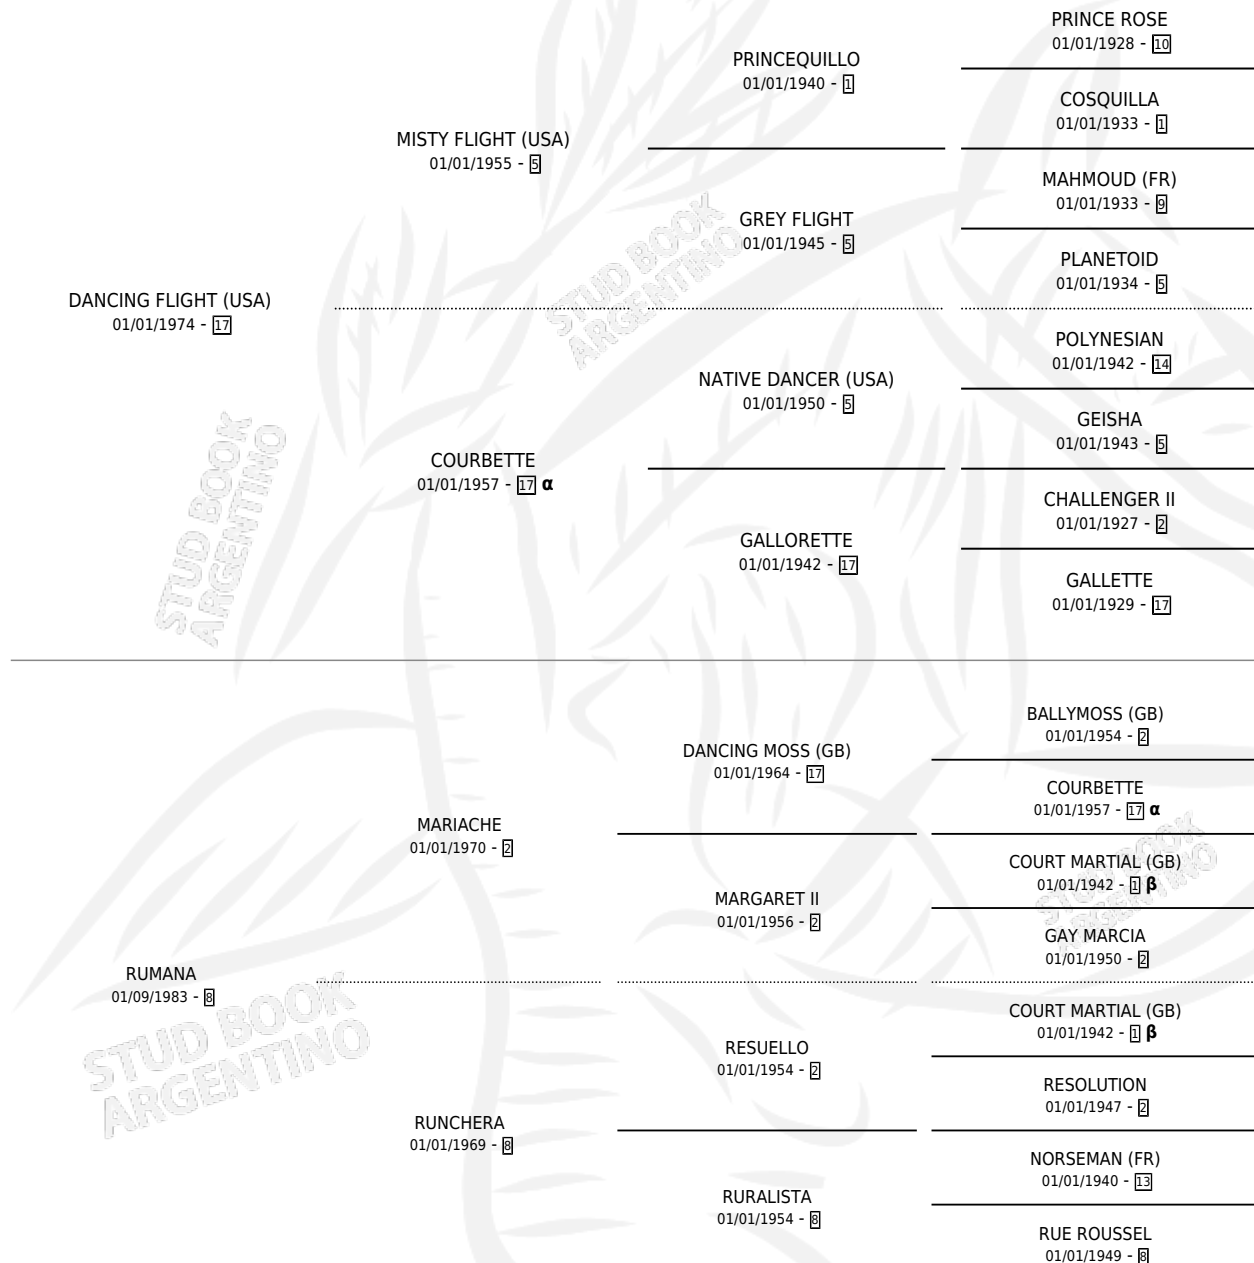 PRINCE ROSE
01/01/1928 - 10
PRINCEQUILLO
01/01/1940 - 1
COSQUILLA
01/01/1933 - 1
MISTY FLIGHT (USA)
01/01/1955 - 5
MAHMOUD (FR)
01/01/1933 - 9
GREY FLIGHT
01/01/1945 - 5
PLANETOID
01/01/1934 - 5
DANCING FLIGHT (USA)
01/01/1974 - 17
POLYNESIAN
01/01/1942 - 14
NATIVE DANCER (USA)
01/01/1950 - 5
GEISHA
01/01/1943 - 5
COURBETTE
01/01/1957 - 17 α
CHALLENGER II
01/01/1927 - 2
GALLORETTE
01/01/1942 - 17
GALLETTE
01/01/1929 - 17
BALLYMOSS (GB)
01/01/1954 - 2
DANCING MOSS (GB)
01/01/1964 - 17
COURBETTE
01/01/1957 - 17 α
MARIACHE
01/01/1970 - 2
COURT MARTIAL (GB)
01/01/1942 - 1 β
MARGARET II
01/01/1956 - 2
GAY MARCIA
01/01/1950 - 2
RUMANA
01/09/1983 - 8
COURT MARTIAL (GB)
01/01/1942 - 1 β
RESUELLO
01/01/1954 - 2
RESOLUTION
01/01/1947 - 2
RUNCHERA
01/01/1969 - 8
NORSEMAN (FR)
01/01/1940 - 13
RURALISTA
01/01/1954 - 8
RUE ROUSSEL
01/01/1949 - 8
STUD BOOK
ARGENTINO
STUD BOOK
ARGENTINO
STUD BOOK
ARGENTINO
STUD BOOK
ARGENTINO